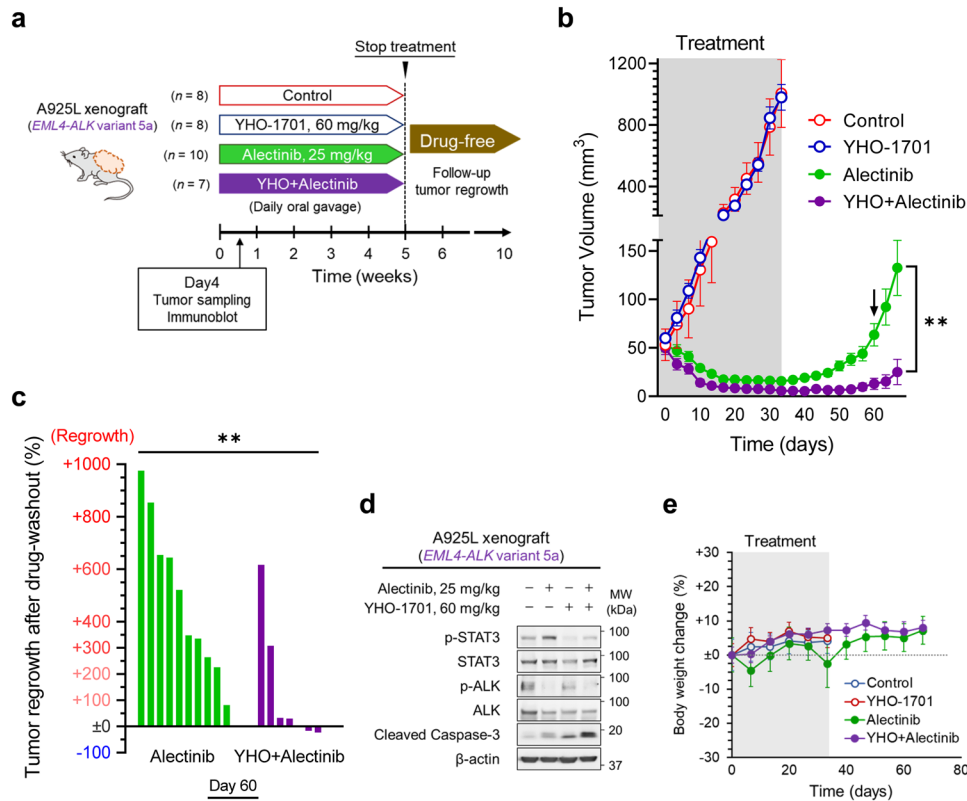 a
Stop treatment
A925L xenograft
(EML4-ALK variant 5a)
(n = 8)
Control
(n = 8)
YHO-1701, 60 mg/kg
(n = 10)
Alectinib, 25 mg/kg
(n = 7)
YHO+Alectinib
(Daily oral gavage)
Drug-free
Follow-up
tumor regrowth
0 1 2 3 4 5 6 10
Time (weeks)
Day4
Tumor sampling
Immunoblot
b
Treatment
Tumor Volume (mm3)
1200
1000
800
600
400
150
100
50
0
0 10 20 30 40 50 60
Time (days)
Control
YHO-1701
Alectinib
YHO+Alectinib
**
c
Tumor regrowth after drug-washout (%)
(Regrowth)
+1000
+800
+600
+400
+300
+200
+100
±0
-100
**
Alectinib YHO+Alectinib
Day 60
d
A925L xenograft
(EML4-ALK variant 5a)
Alectinib, 25 mg/kg − + − +
YHO-1701, 60 mg/kg − − + +
MW
(kDa)
p-STAT3 100
STAT3 100
p-ALK 100
ALK 100
Cleaved Caspase-3 20
β-actin 37
e
Treatment
Body weight change (%)
+30
+20
+10
±0
-10
-20
-30
0 20 40 60 80
Time (days)
Control
YHO-1701
Alectinib
YHO+Alectinib